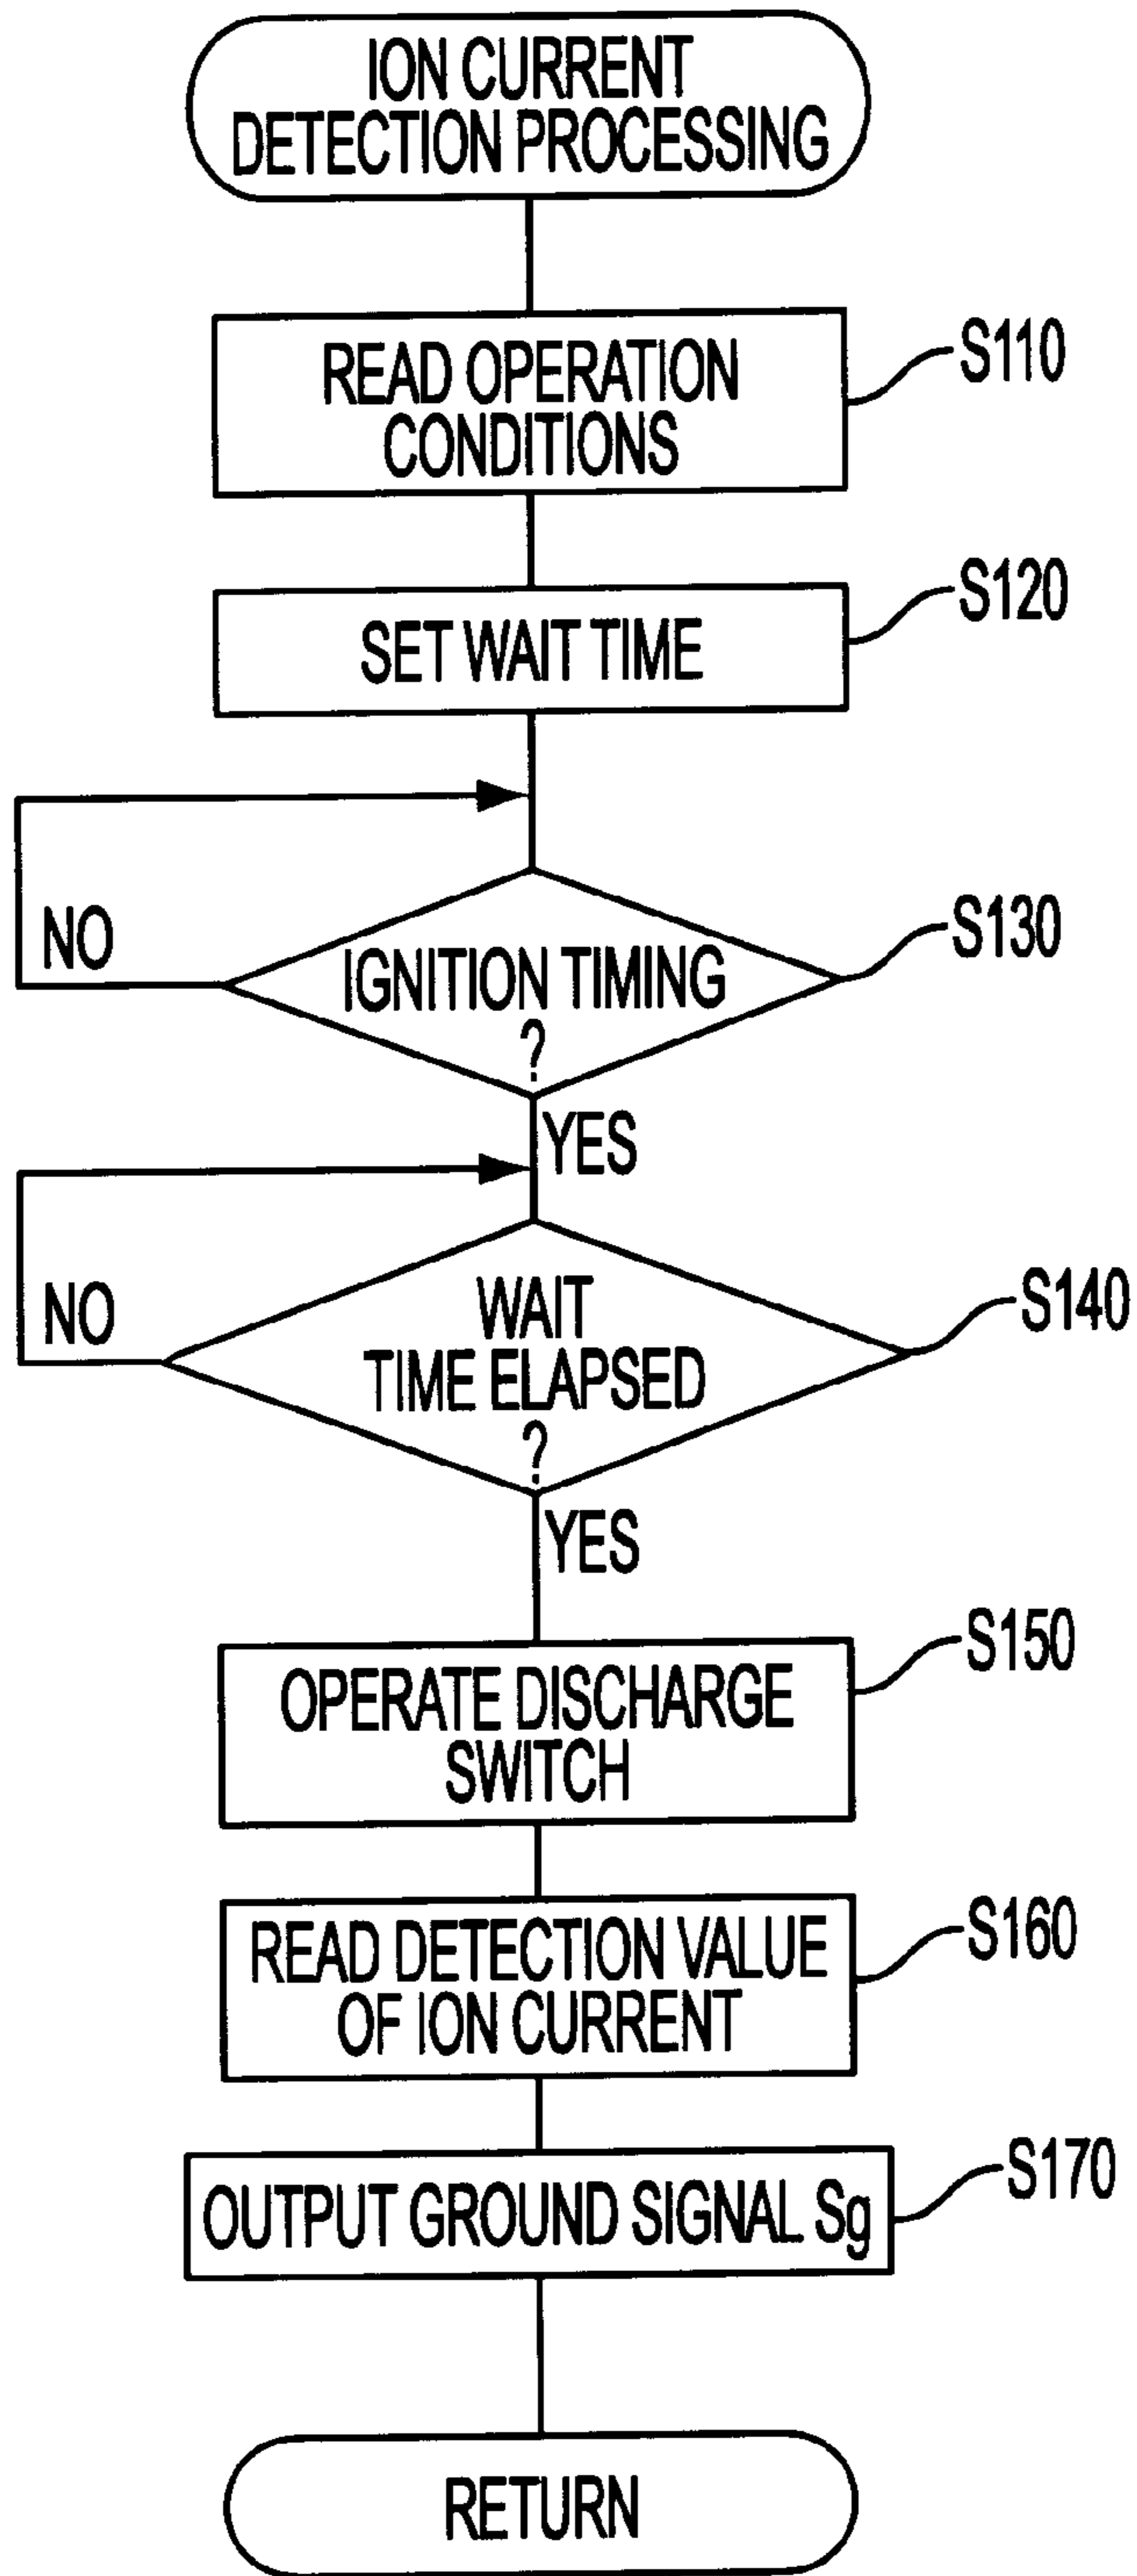 ION CURRENT
DETECTION PROCESSING
READ OPERATION
CONDITIONS
S110
SET WAIT TIME
S120
NO
IGNITION TIMING
?
S130
YES
NO
WAIT
TIME ELAPSED
?
S140
YES
OPERATE DISCHARGE
SWITCH
S150
READ DETECTION VALUE
OF ION CURRENT
S160
OUTPUT GROUND SIGNAL Sg
S170
RETURN